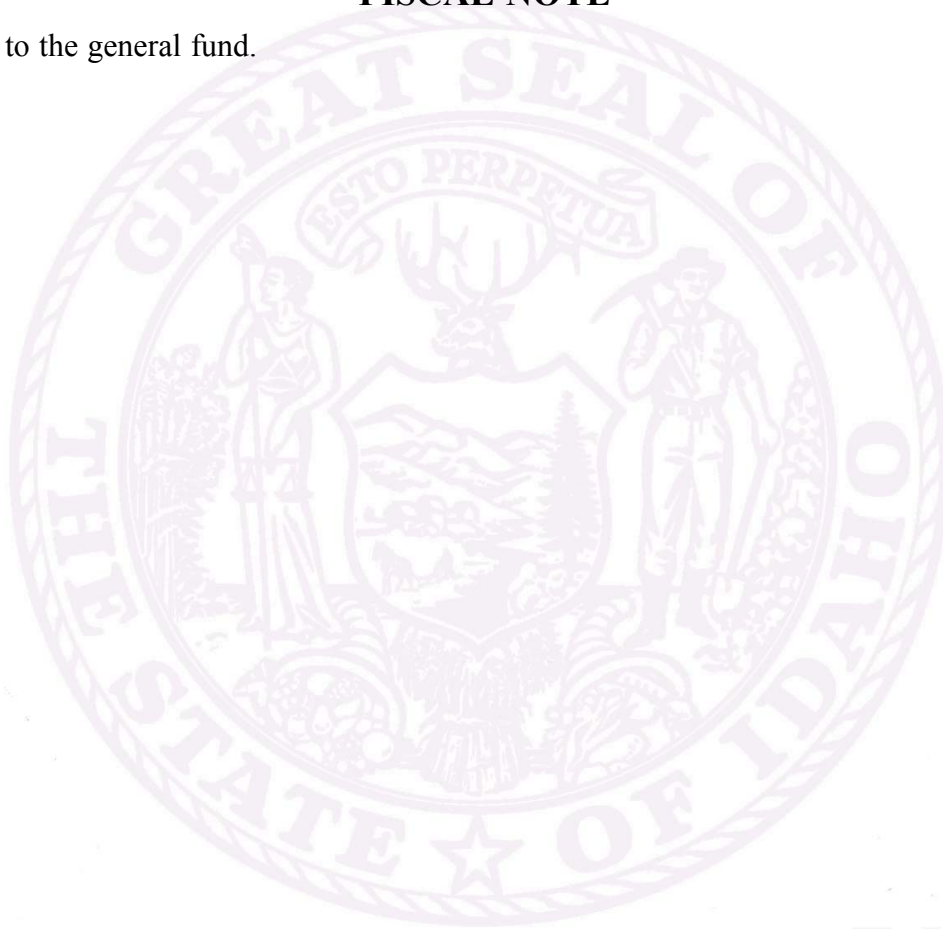 FISCAL NOTE
to the general fund.
GREAT SEAL OF
ESTO PERPETUA
THE STATE OF IDAHO